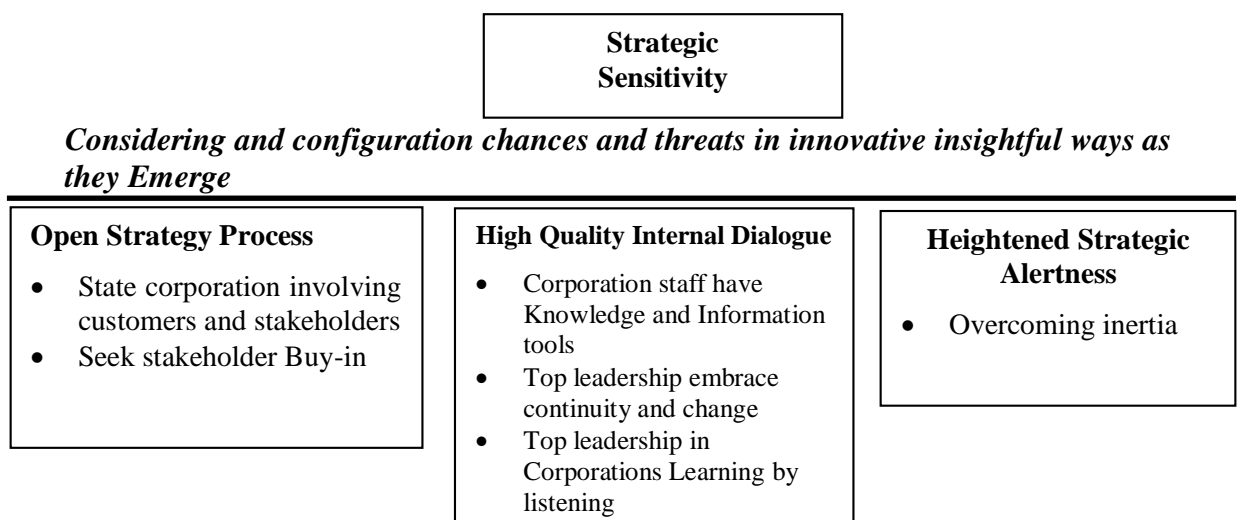 Strategic
Sensitivity
Considering and configuration chances and threats in innovative insightful ways as
they Emerge
Open Strategy Process
• State corporation involving
customers and stakeholders
• Seek stakeholder Buy-in
High Quality Internal Dialogue
• Corporation staff have
Knowledge and Information
tools
• Top leadership embrace
continuity and change
• Top leadership in
Corporations Learning by
listening
Heightened Strategic
Alertness
• Overcoming inertia